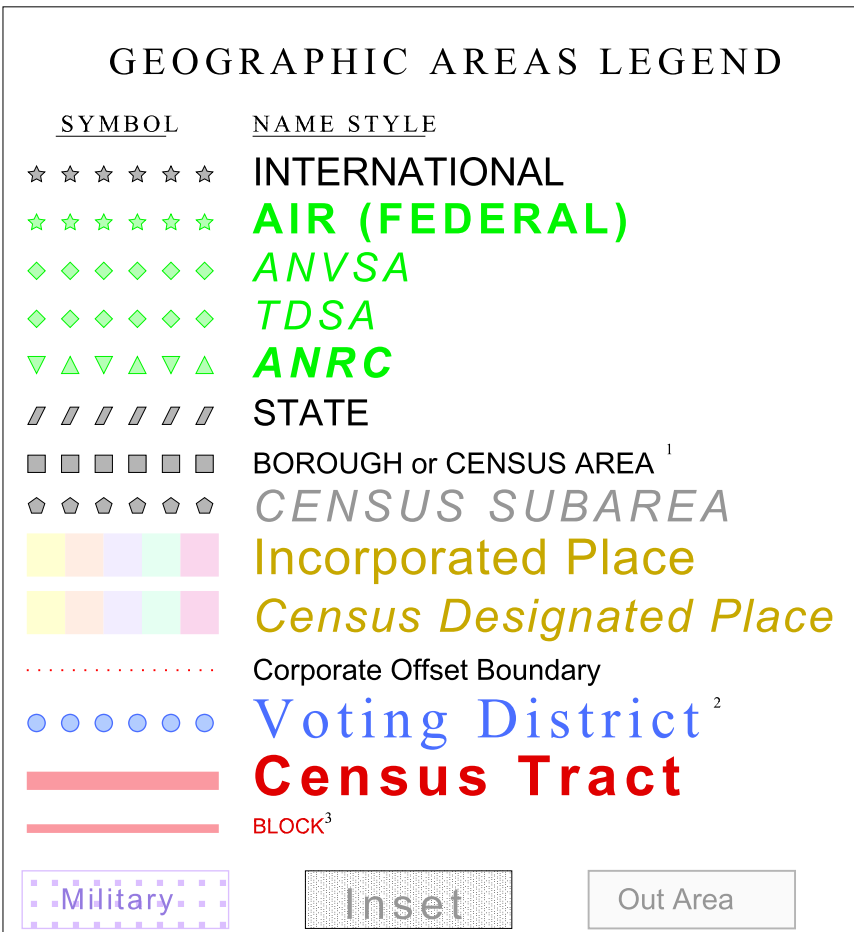 GEOGRAPHIC AREAS LEGEND
SYMBOL NAME STYLE
INTERNATIONAL
AIR (FEDERAL)
ANVSA
TDSA
ANRC
STATE
BOROUGH or CENSUS AREA 1
CENSUS SUBAREA
Incorporated Place
Census Designated Place
Corporate Offset Boundary
Voting District 2
Census Tract
BLOCK3
Military Inset Out Area